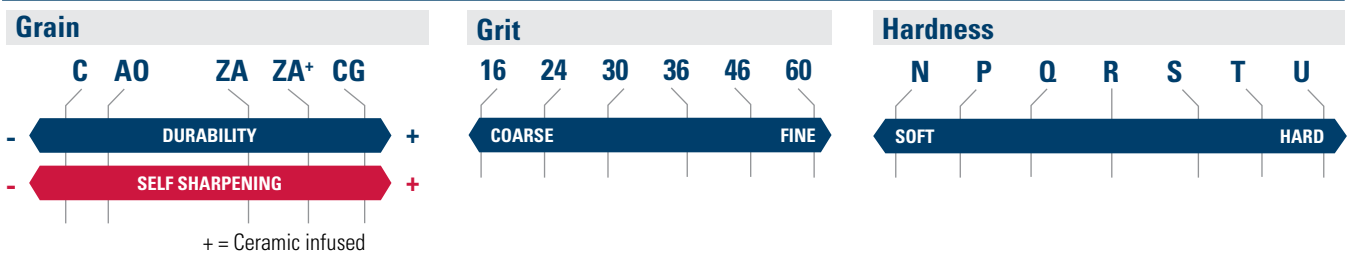 Grain
C AO ZA ZA+ CG
- DURABILITY +
- SELF SHARPENING +
+ = Ceramic infused
Grit
16 24 30 36 46 60
COARSE FINE
Hardness
N P Q R S T U
SOFT HARD